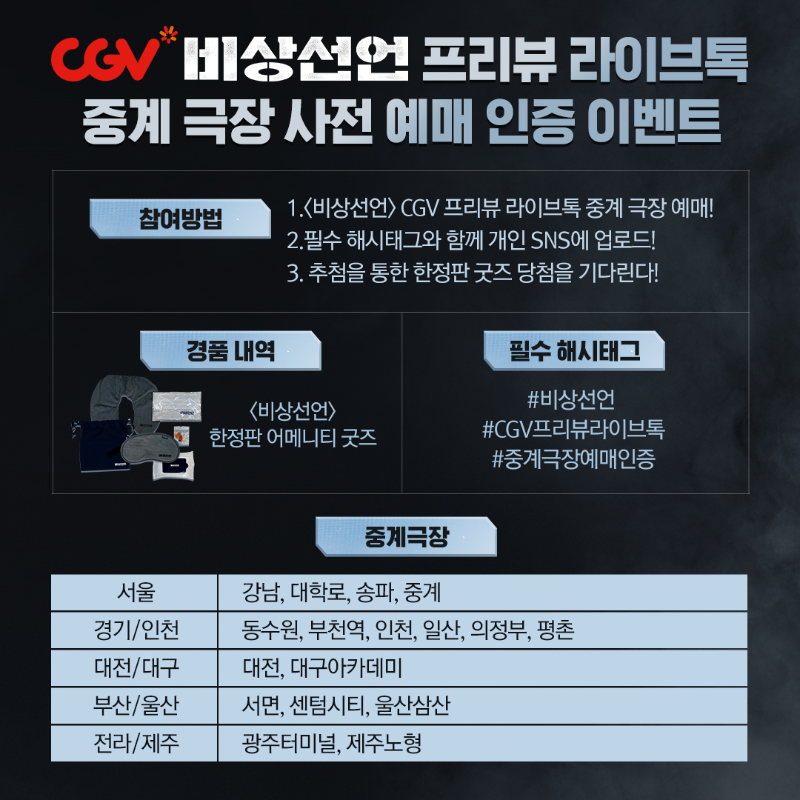 CGV 비상선언 프리뷰 라이브톡
중계 극장 사전 예매 인증 이벤트
참여방법
1.〈비상선언〉 CGV 프리뷰 라이브톡 중계 극장 예매!
2.필수 해시태그와 함께 개인 SNS에 업로드!
3. 추첨을 통한 한정판 굿즈 당첨을 기다린다!
경품 내역
〈비상선언〉
한정판 어메니티 굿즈
필수 해시태그
#비상선언
#CGV프리뷰라이브톡
#중계극장예매인증
중계극장
서울 강남, 대학로, 송파, 중계
경기/인천 동수원, 부천역, 인천, 일산, 의정부, 평촌
대전/대구 대전, 대구아카데미
부산/울산 서면, 센텀시티, 울산삼산
전라/제주 광주터미널, 제주노형